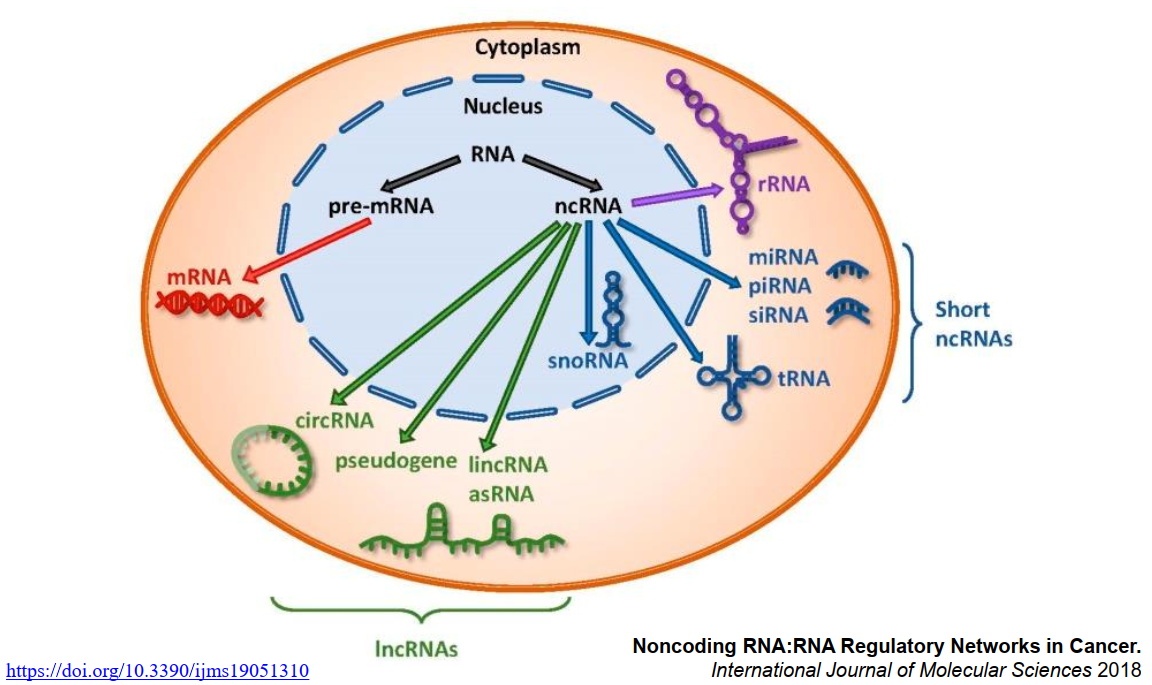 Cytoplasm
Nucleus
RNA
pre-mRNA
ncRNA
rRNA
mRNA
miRNA
piRNA
siRNA
Short
ncRNAs
snoRNA
tRNA
circRNA
pseudogene
lincRNA
asRNA
lncRNAs
Noncoding RNA:RNA Regulatory Networks in Cancer.
https://doi.org/10.3390/ijms19051310
International Journal of Molecular Sciences 2018